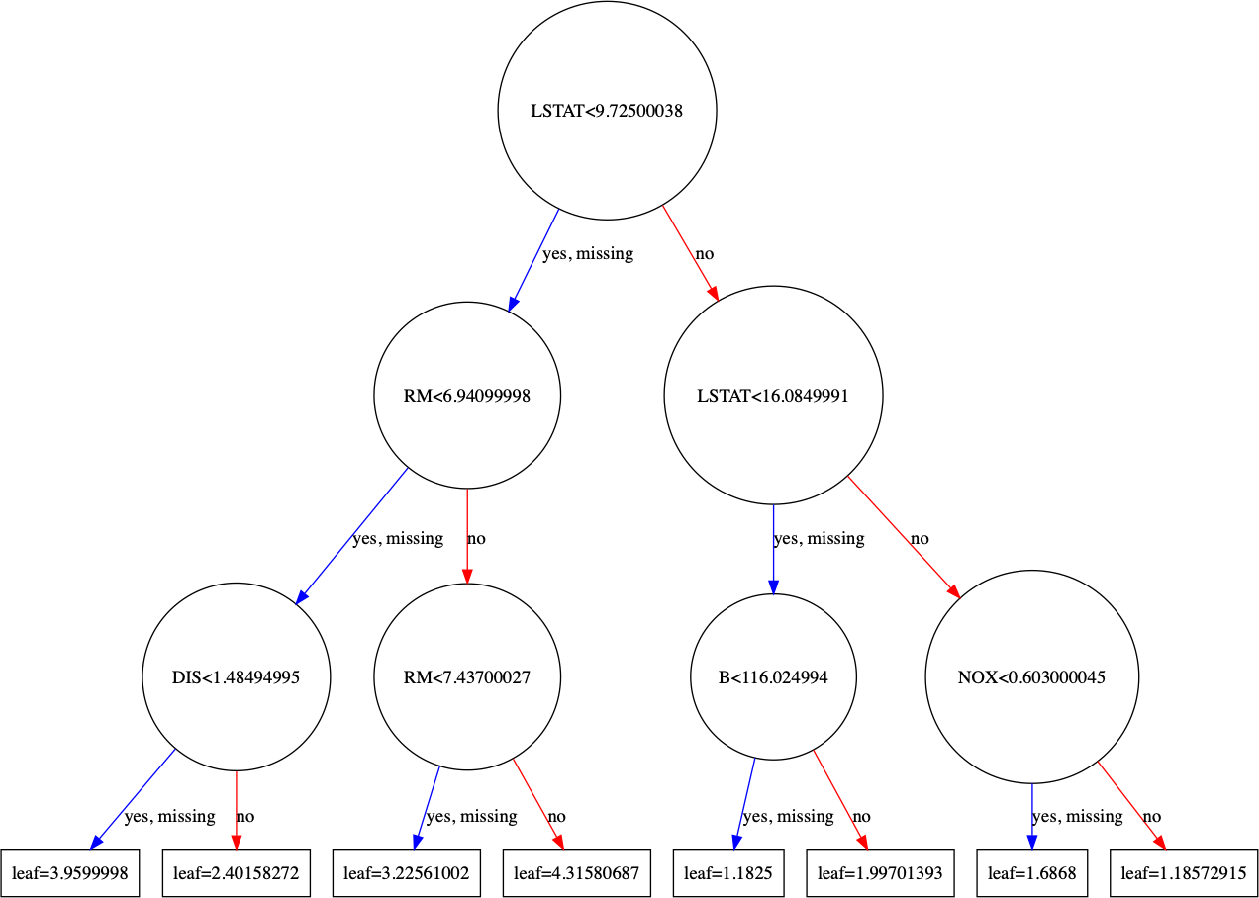 LSTAT<9.72500038
yes, missing
no
RM<6.94099998
LSTAT<16.0849991
yes, missing
no
yes, missing
no
DIS<1.48494995
RM<7.43700027
B<116.024994
NOX<0.603000045
yes, missing
no
yes, missing
no
yes, missing
no
yes, missing
no
leaf=3.9599998
leaf=2.40158272
leaf=3.22561002
leaf=4.31580687
leaf=1.1825
leaf=1.99701393
leaf=1.6868
leaf=1.18572915